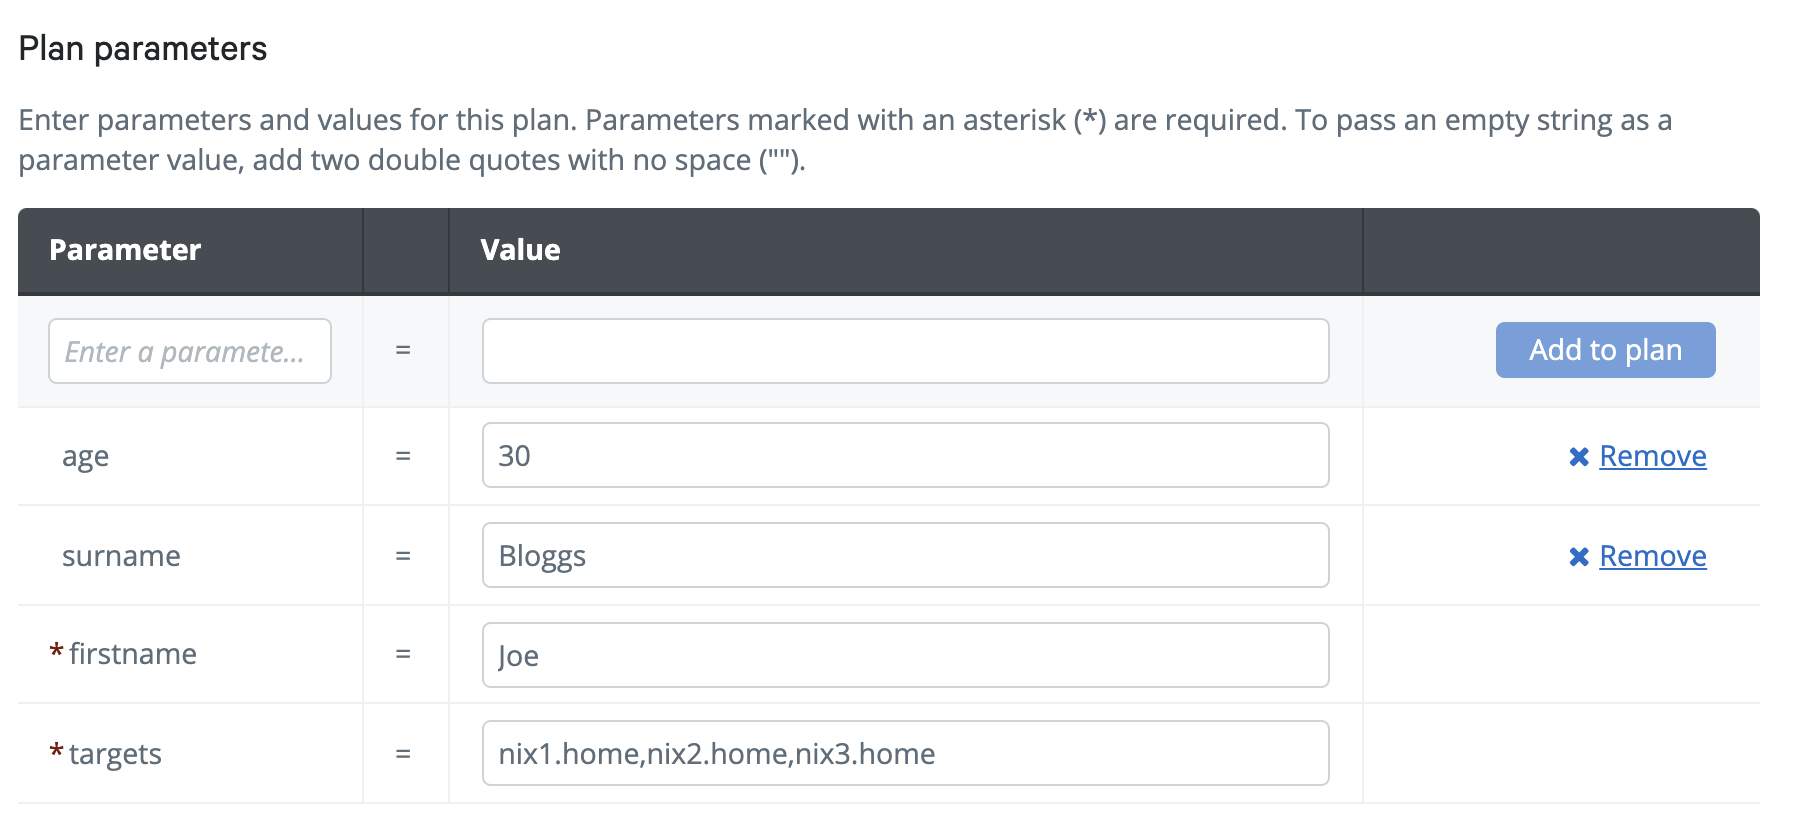 Plan parameters
Enter parameters and values for this plan. Parameters marked with an asterisk (*) are required. To pass an empty string as a
parameter value, add two double quotes with no space ("").
Parameter Value
Enter a paramete... = Add to plan
age = 30 ✖ Remove
surname = Bloggs ✖ Remove
* firstname = Joe
* targets = nix1.home,nix2.home,nix3.home